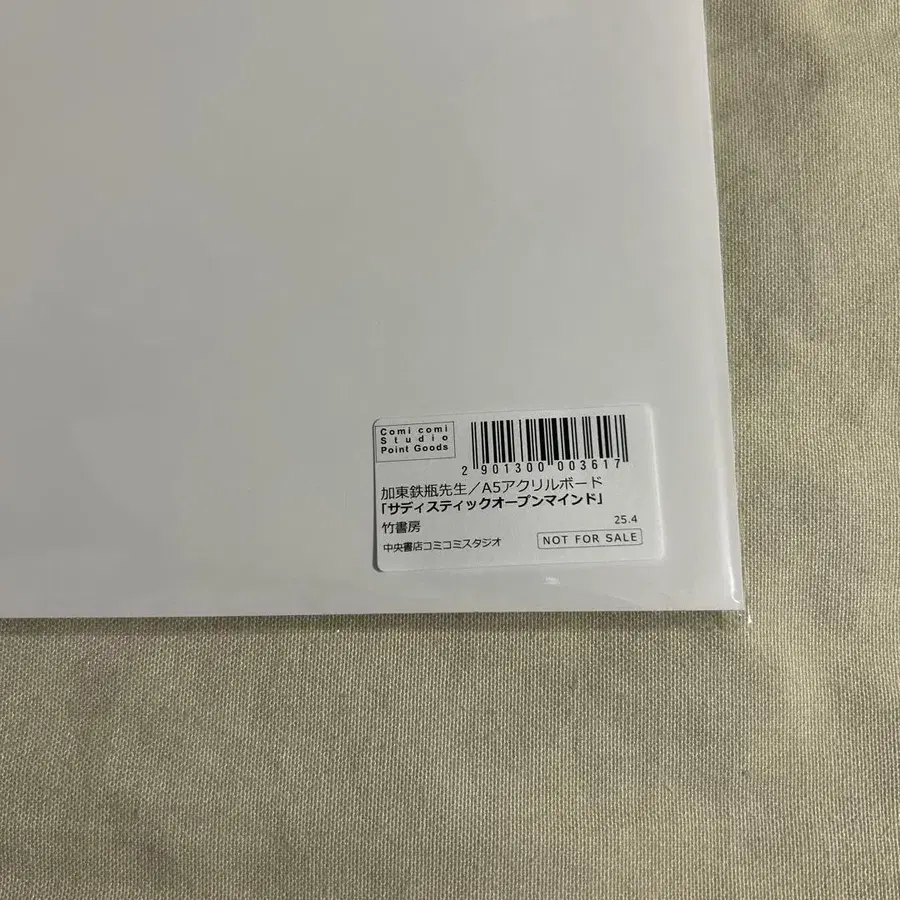 Comi comi
Studio
Point Goods
2 901300 003617
加東鉄瓶先生／A5アクリルボード
「サディスティックオープンマインド」
竹書房
25.4
中央書店コミコミスタジオ
NOT FOR SALE